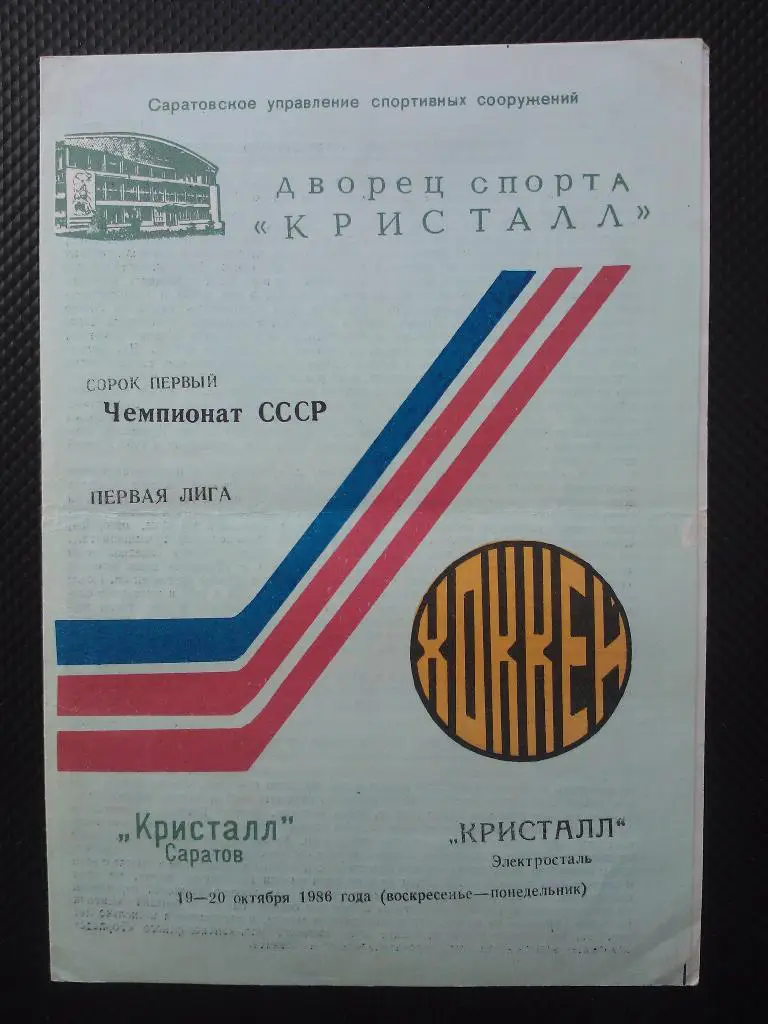 Саратовское управление спортивных сооружений
ДВОРЕЦ СПОРТА
«КРИСТАЛЛ»
СОРОК ПЕРВЫЙ
Чемпионат СССР
ПЕРВАЯ ЛИГА
ХОККЕЙ
„Кристалл"
Саратов
„КРИСТАЛЛ"
Электросталь
19—20 октября 1986 года (воскресенье—понедельник)